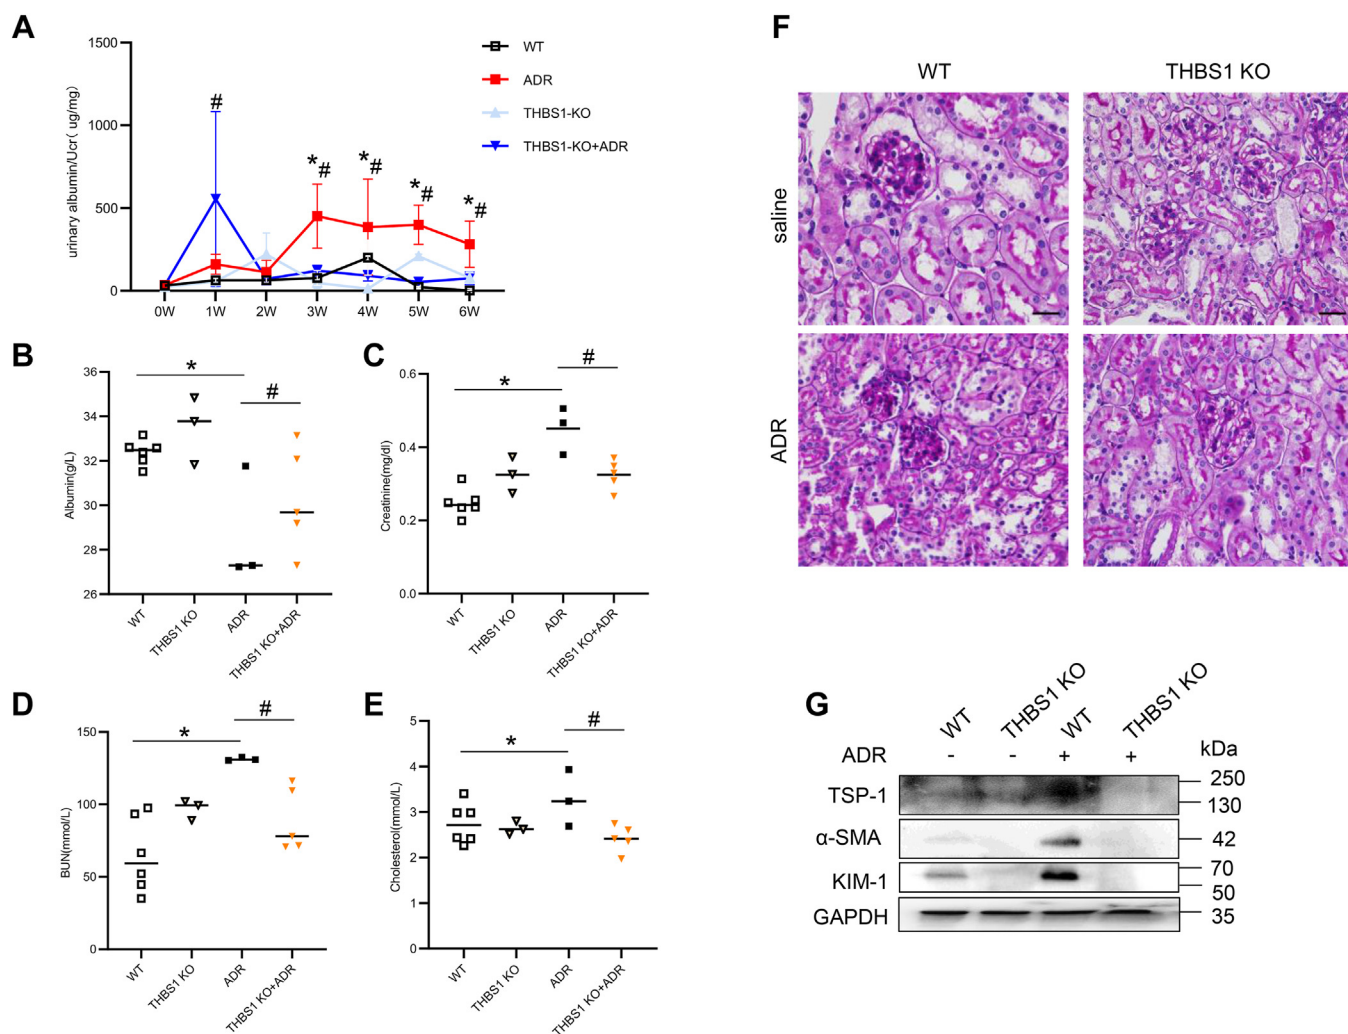 A
1500
1000
500
0
urinary albumin/Ucr( ug/mg)
0W 1W 2W 3W 4W 5W 6W
#
*#
*#
*#
*#
WT
ADR
THBS1-KO
THBS1-KO+ADR
B
36
34
32
30
28
26
Albumin(g/L)
*
#
WT
THBS1 KO
ADR
THBS1 KO+ADR
C
0.6
0.4
0.2
0.0
Creatinine(mg/dl)
*
#
WT
THBS1 KO
ADR
THBS1 KO+ADR
D
150
100
50
0
BUN(mmol/L)
*
#
WT
THBS1 KO
ADR
THBS1 KO+ADR
E
5
4
3
2
1
0
Cholesterol(mmol/L)
*
#
WT
THBS1 KO
ADR
THBS1 KO+ADR
F
WT THBS1 KO
saline
ADR
G
WT THBS1 KO WT THBS1 KO
ADR - - + + kDa
TSP-1 250
130
α-SMA 42
KIM-1 70
50
GAPDH 35